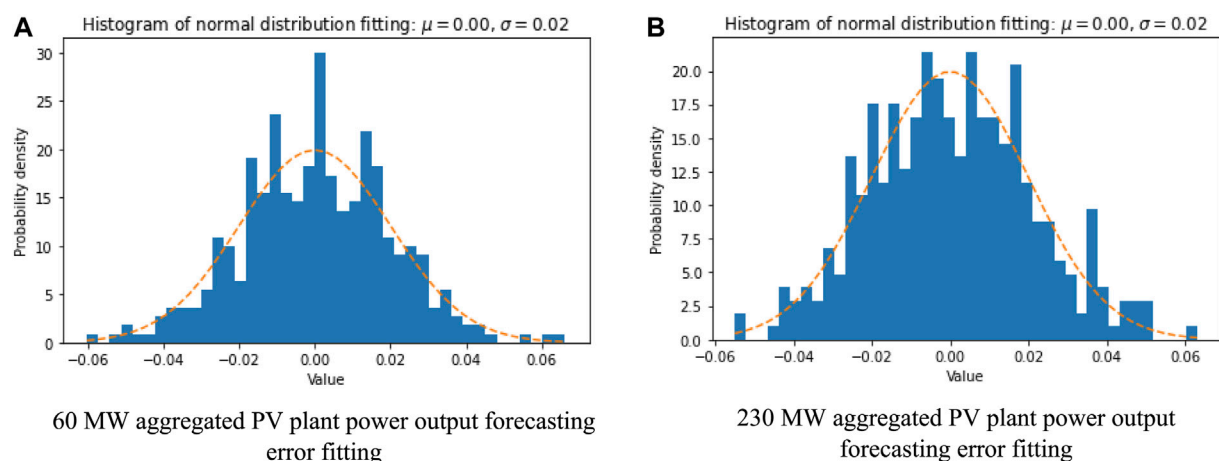 A
Histogram of normal distribution fitting: μ = 0.00, σ = 0.02
30
25
20
15
10
5
0
Probability density
−0.06 −0.04 −0.02 0.00 0.02 0.04 0.06
Value
60 MW aggregated PV plant power output forecasting
error fitting
B
Histogram of normal distribution fitting: μ = 0.00, σ = 0.02
20.0
17.5
15.0
12.5
10.0
7.5
5.0
2.5
0.0
Probability density
−0.06 −0.04 −0.02 0.00 0.02 0.04 0.06
Value
230 MW aggregated PV plant power output
forecasting error fitting